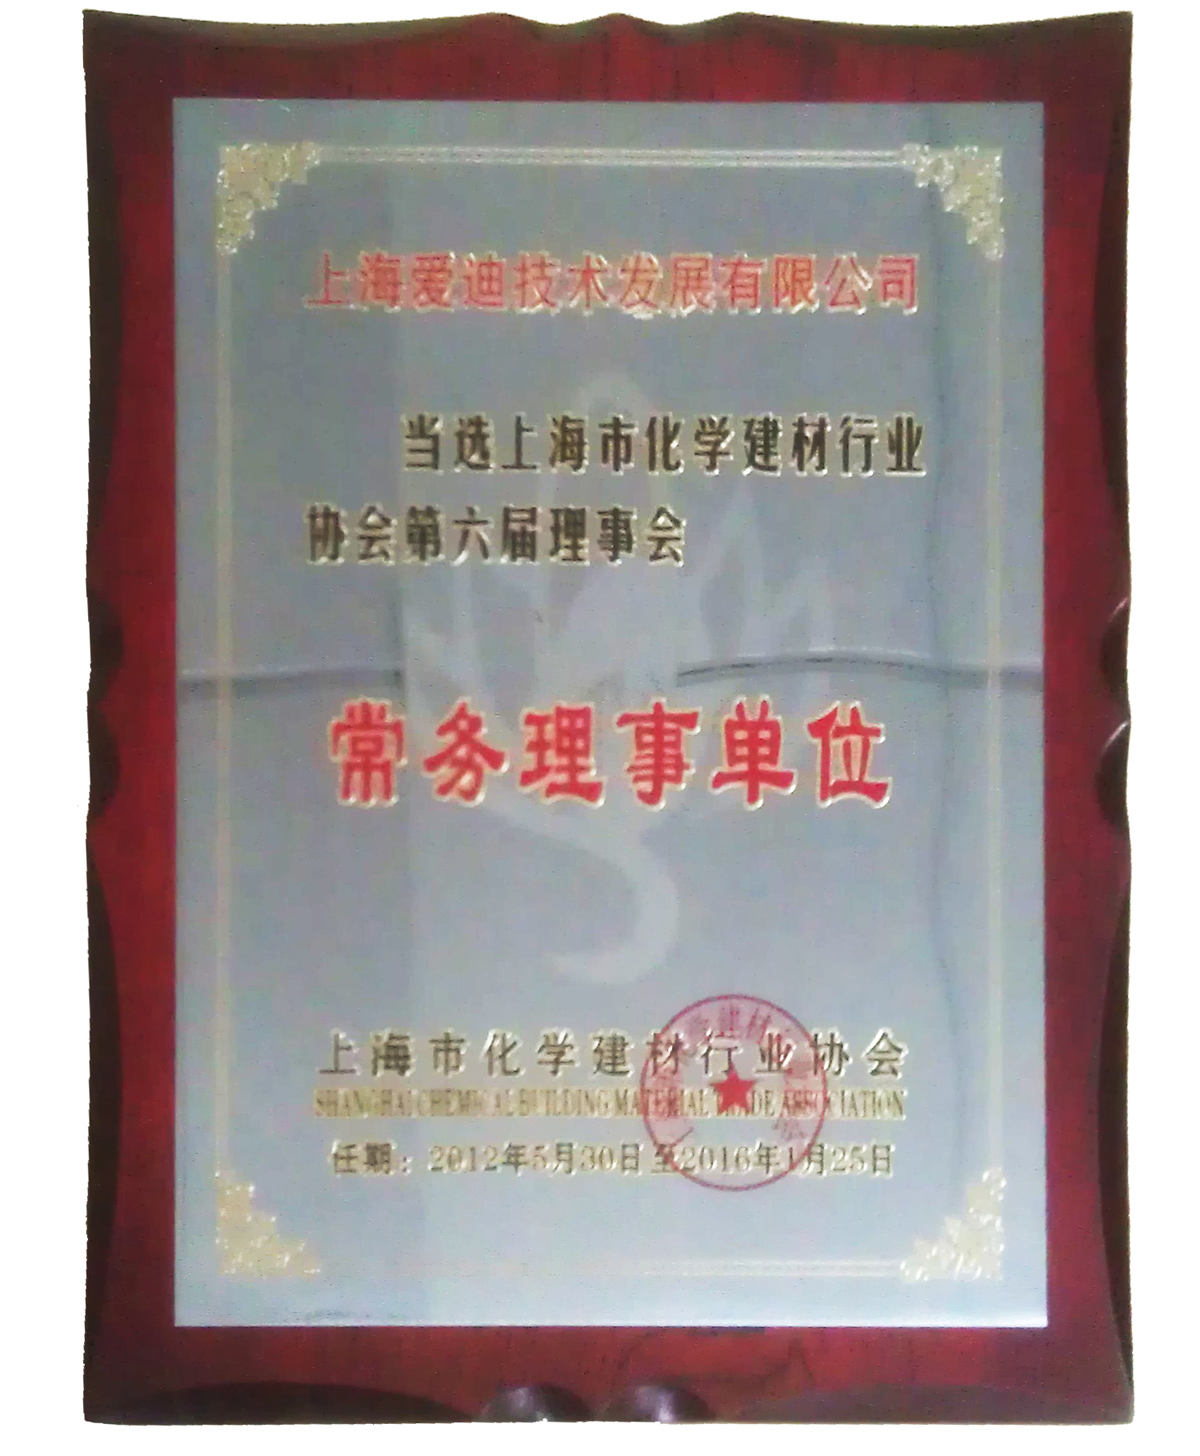 上海爱迪技术发展有限公司
当选上海市化学建材行业
协会第六届理事会
常务理事单位
上海市化学建材行业协会
SHANGHAI CHEMICAL BUILDING MATERIAL TRADE ASSOCIATION
任期：2012年5月30日至2016年1月25日